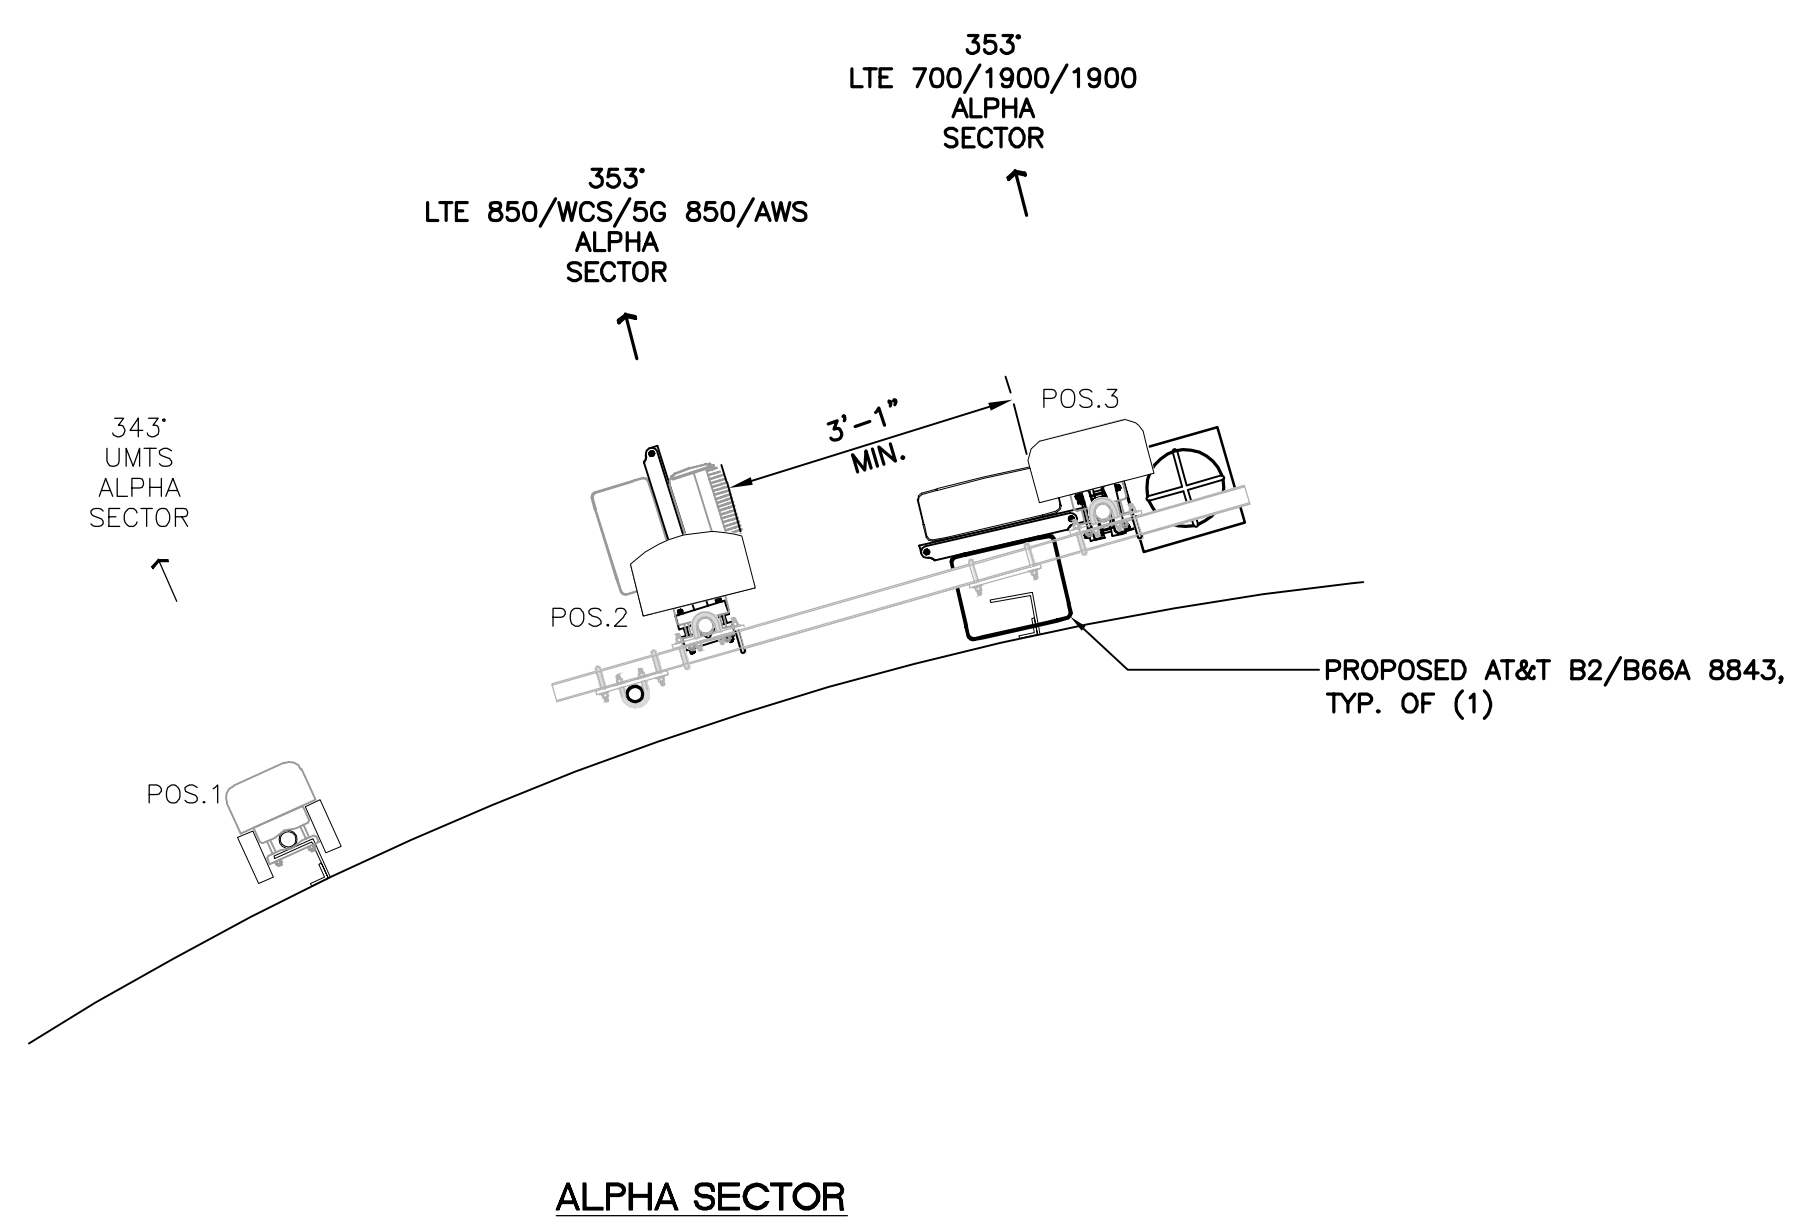 353°
LTE 700/1900/1900
ALPHA
SECTOR
353°
LTE 850/WCS/5G 850/AWS
ALPHA
SECTOR
343°
UMTS
ALPHA
SECTOR
3'-1"
MIN.
POS.3
POS.2
PROPOSED AT&T B2/B66A 8843,
TYP. OF (1)
POS.1
ALPHA SECTOR